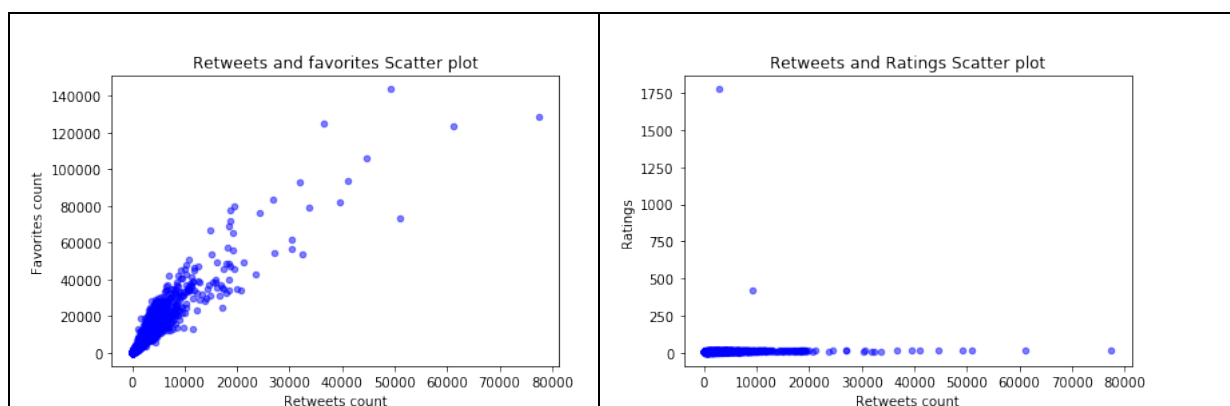 Retweets and favorites Scatter plot
140000
120000
100000
80000
60000
40000
20000
0
Favorites count
0 10000 20000 30000 40000 50000 60000 70000 80000
Retweets count
Retweets and Ratings Scatter plot
1750
1500
1250
1000
750
500
250
0
Ratings
0 10000 20000 30000 40000 50000 60000 70000 80000
Retweets count